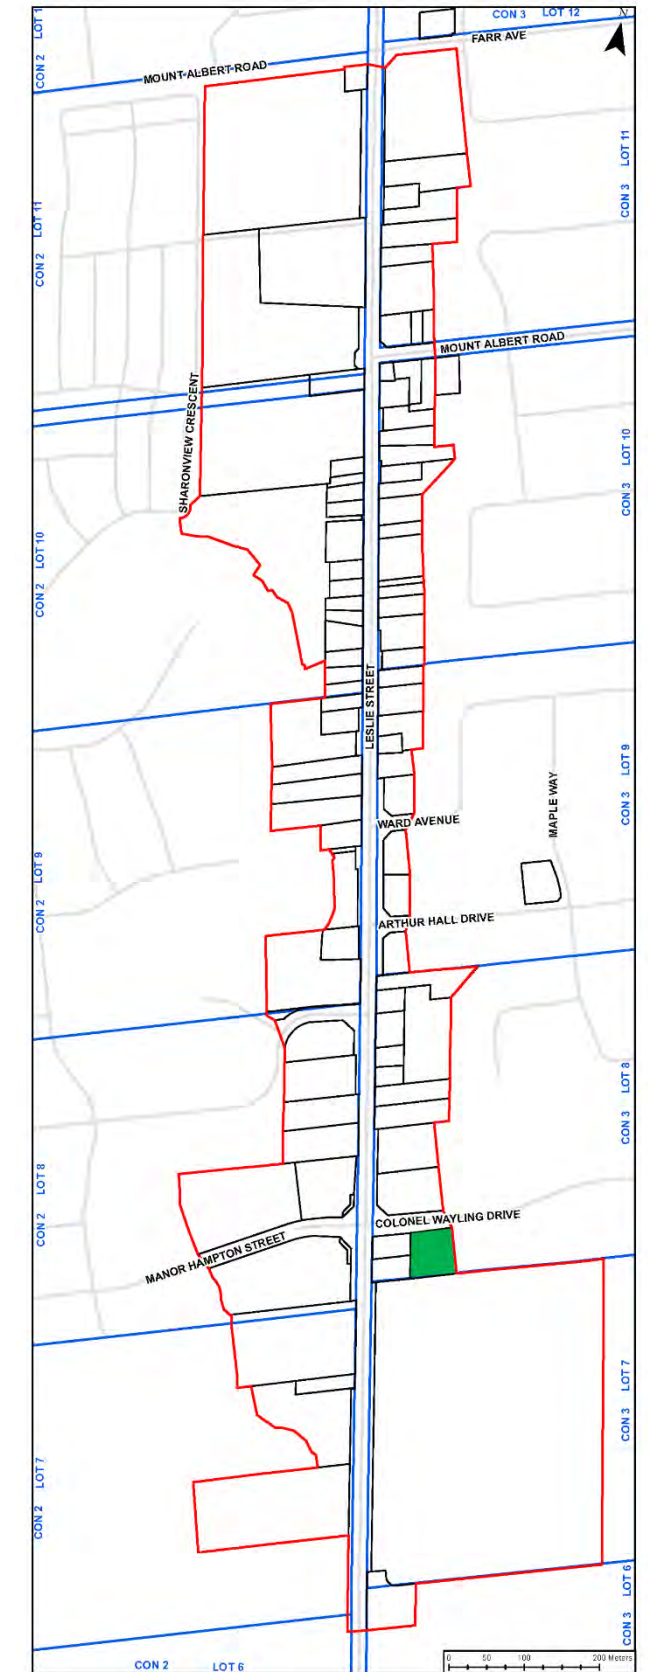 CON 3 LOT 12
N
LOT 1
CON 2
FARR AVE
MOUNT ALBERT ROAD
LOT 11
CON 3
LOT 11
CON 2
MOUNT ALBERT ROAD
SHARONVIEW CRESCENT
LOT 10
CON 3
LOT 10
CON 2
LESLIE STREET
LOT 9
CON 3
MAPLE WAY
WARD AVENUE
LOT 9
CON 2
ARTHUR HALL DRIVE
LOT 8
CON 3
LOT 8
CON 2
COLONEL WAYLING DRIVE
MANOR HAMPTON STREET
LOT 7
CON 3
LOT 7
CON 2
LOT 6
CON 3
0 50 100 200 Meters
CON 2 LOT 6